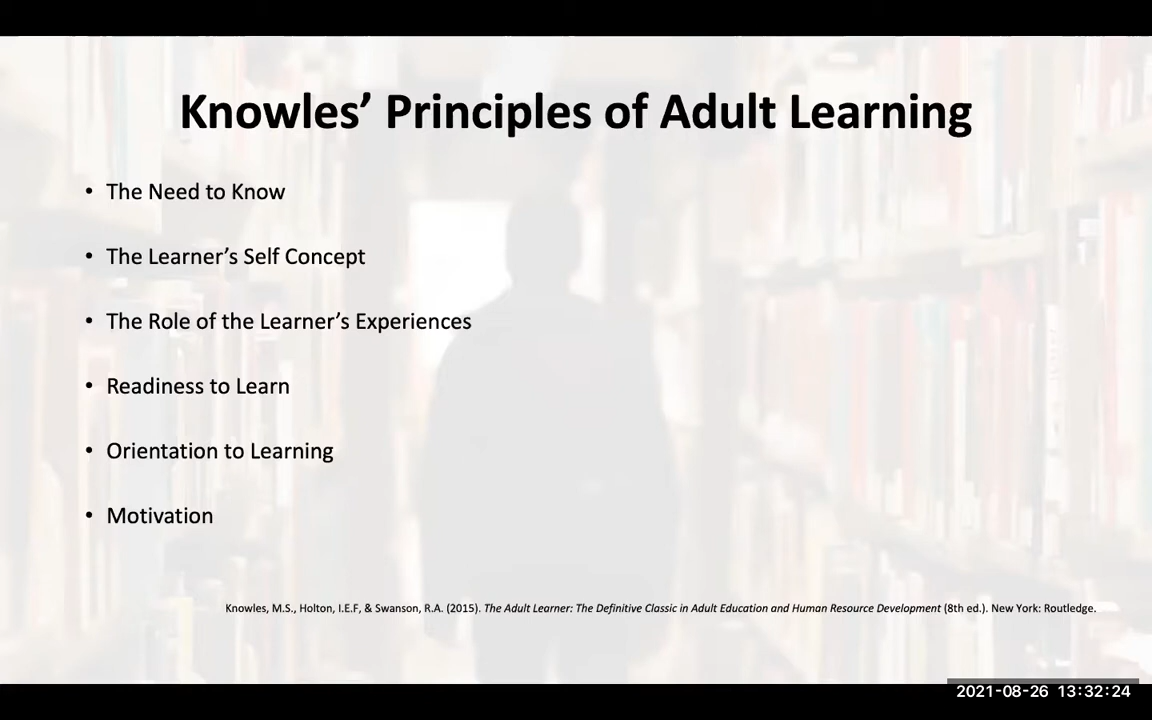 Knowles’ Principles of Adult Learning
• The Need to Know
• The Learner’s Self Concept
• The Role of the Learner’s Experiences
• Readiness to Learn
• Orientation to Learning
• Motivation
Knowles, M.S., Holton, I.E.F, & Swanson, R.A. (2015). The Adult Learner: The Definitive Classic in Adult Education and Human Resource Development (8th ed.). New York: Routledge.
2021-08-26 13:32:24